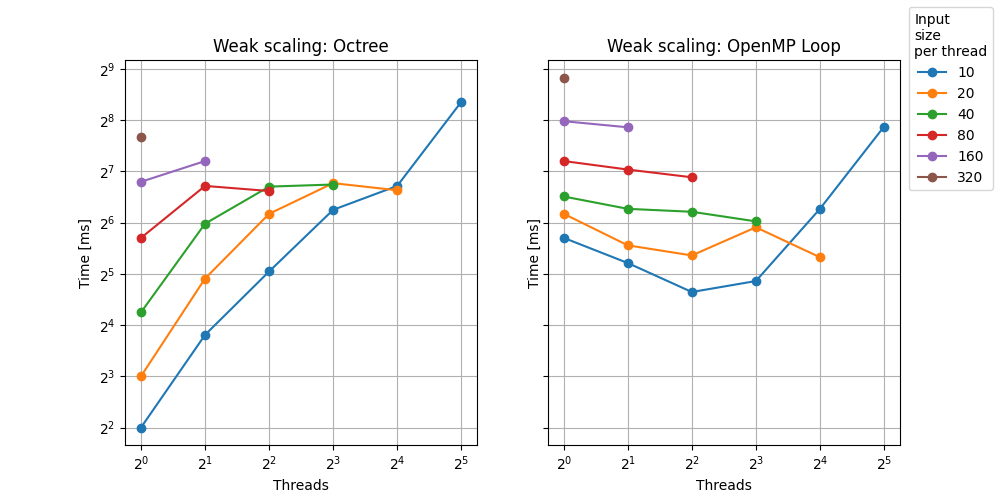 Weak scaling: Octree
Time [ms]
2⁹
2⁸
2⁷
2⁶
2⁵
2⁴
2³
2²
2⁰ 2¹ 2² 2³ 2⁴ 2⁵
Threads
Weak scaling: OpenMP Loop
Time [ms]
2⁰ 2¹ 2² 2³ 2⁴ 2⁵
Threads
Input
size
per thread
10
20
40
80
160
320